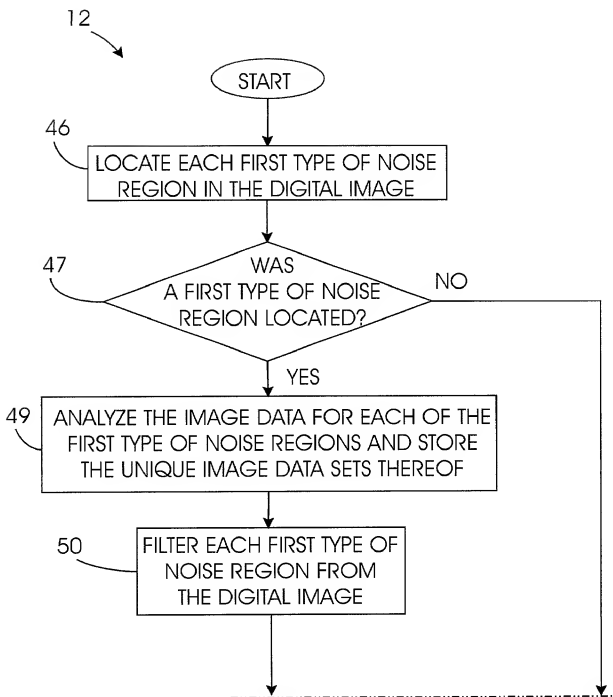 12
START
46
LOCATE EACH FIRST TYPE OF NOISE
REGION IN THE DIGITAL IMAGE
47
WAS
A FIRST TYPE OF NOISE
REGION LOCATED?
NO
YES
49
ANALYZE THE IMAGE DATA FOR EACH OF THE
FIRST TYPE OF NOISE REGIONS AND STORE
THE UNIQUE IMAGE DATA SETS THEREOF
50
FILTER EACH FIRST TYPE OF
NOISE REGION FROM
THE DIGITAL IMAGE